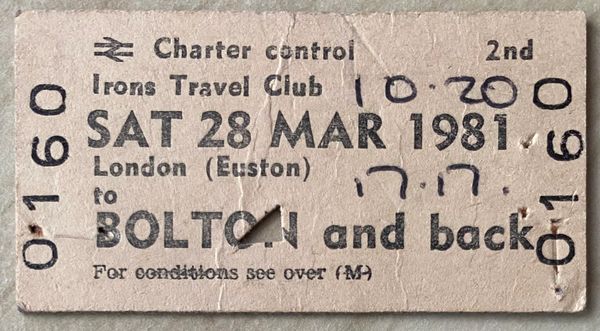 Charter control 2nd
Irons Travel Club 10.20
SAT 28 MAR 1981
London (Euston) 17.17.
to
BOLTON and back
For conditions see over (M)
0160
0160